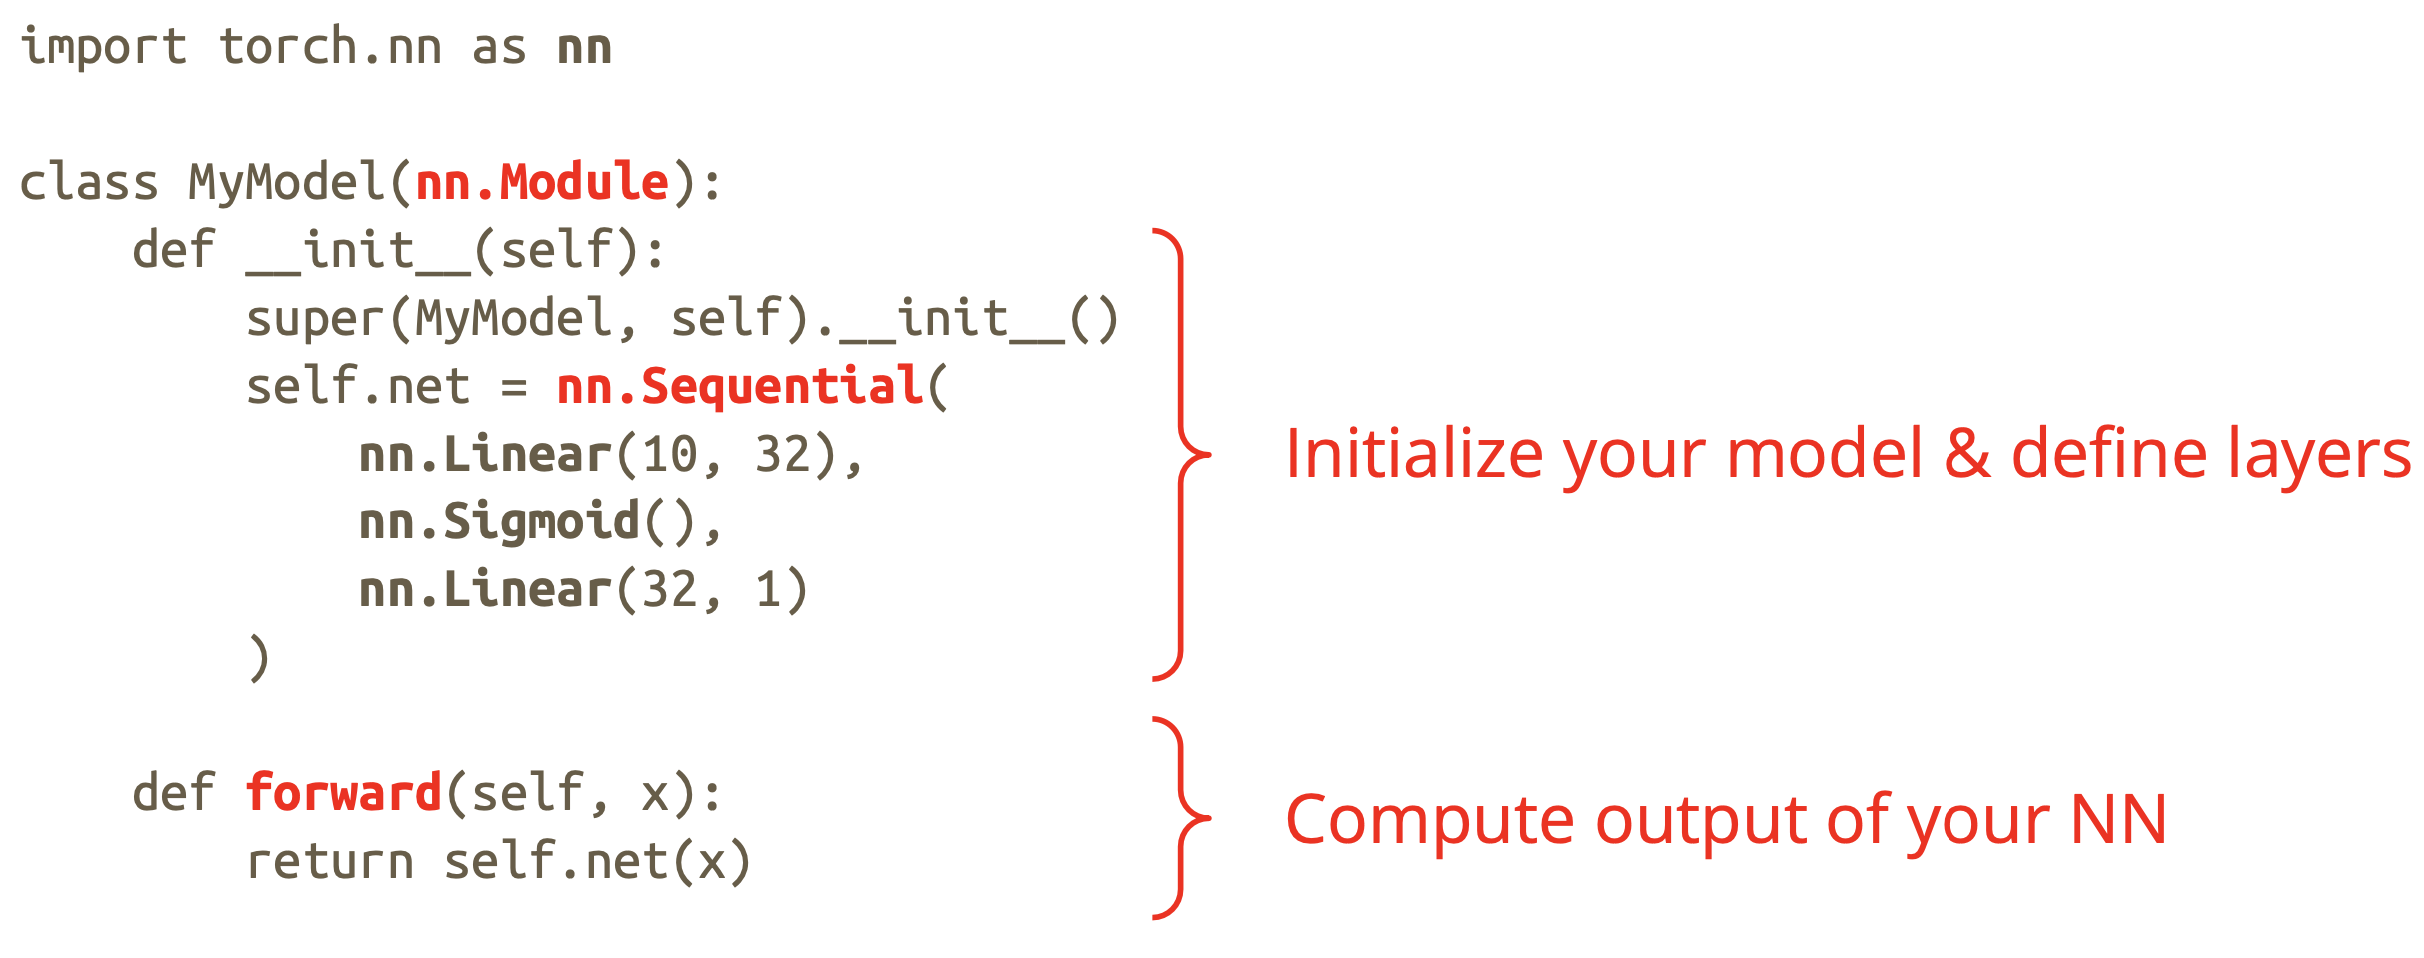 import torch.nn as nn
class MyModel(nn.Module):
    def __init__(self):
        super(MyModel, self).__init__()
        self.net = nn.Sequential(
            nn.Linear(10, 32),
            nn.Sigmoid(),
            nn.Linear(32, 1)
        )
Initialize your model & define layers
    def forward(self, x):
        return self.net(x)
Compute output of your NN